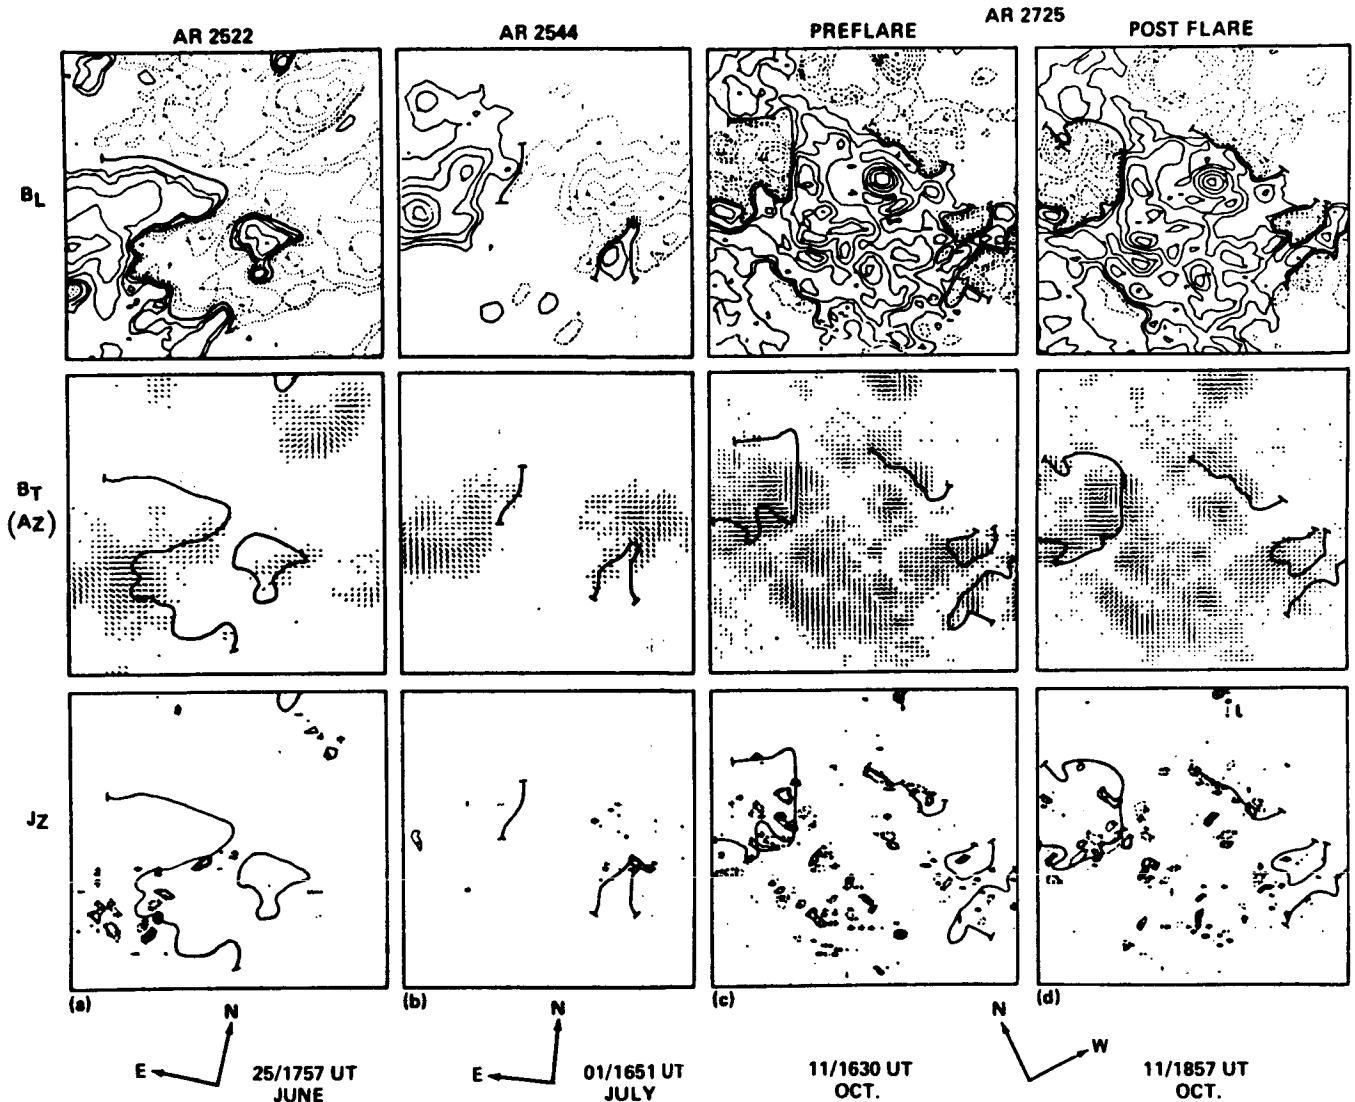 AR 2522
AR 2544
AR 2725
PREFLARE
POST FLARE
BL
BT
(AZ)
JZ
(a)
(b)
(c)
(d)
N
E
25/1757 UT
JUNE
N
E
01/1651 UT
JULY
11/1630 UT
OCT.
N
W
11/1857 UT
OCT.